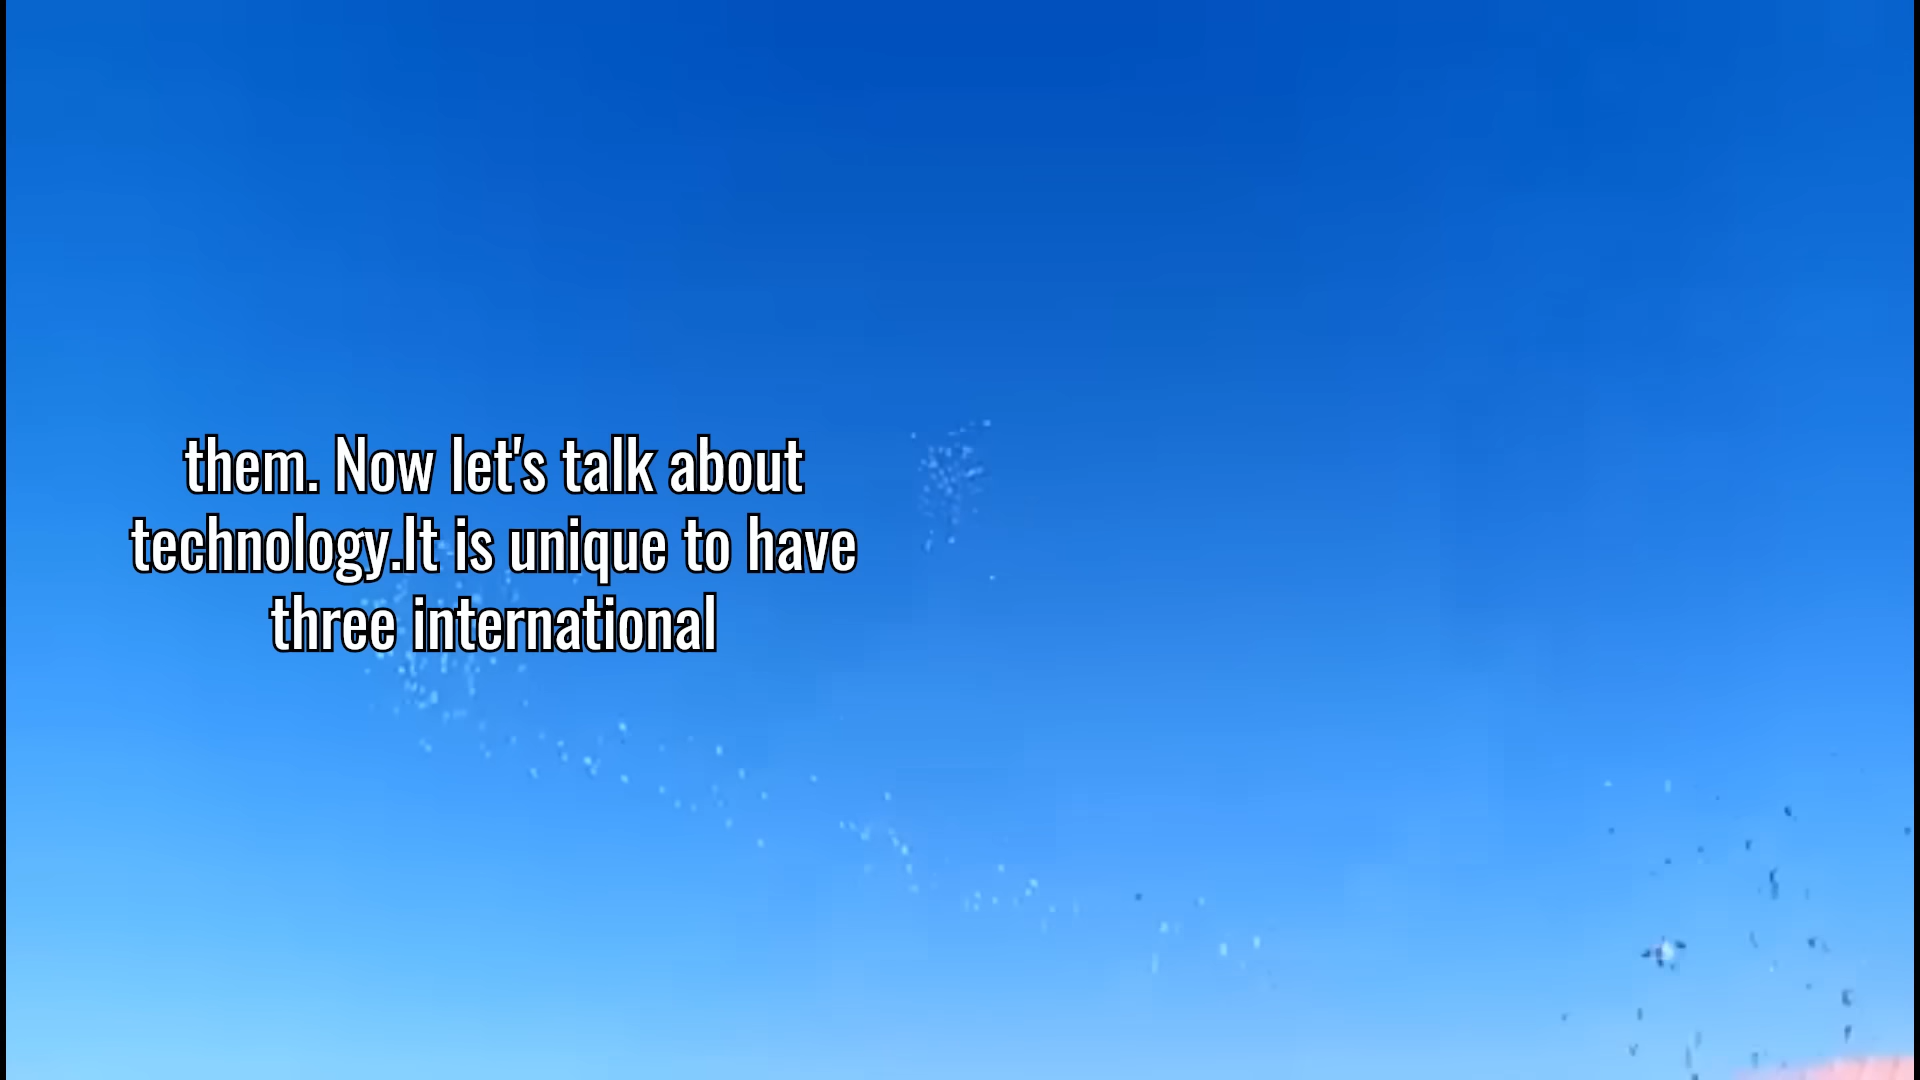 them. Now let's talk about
technology.It is unique to have
three international